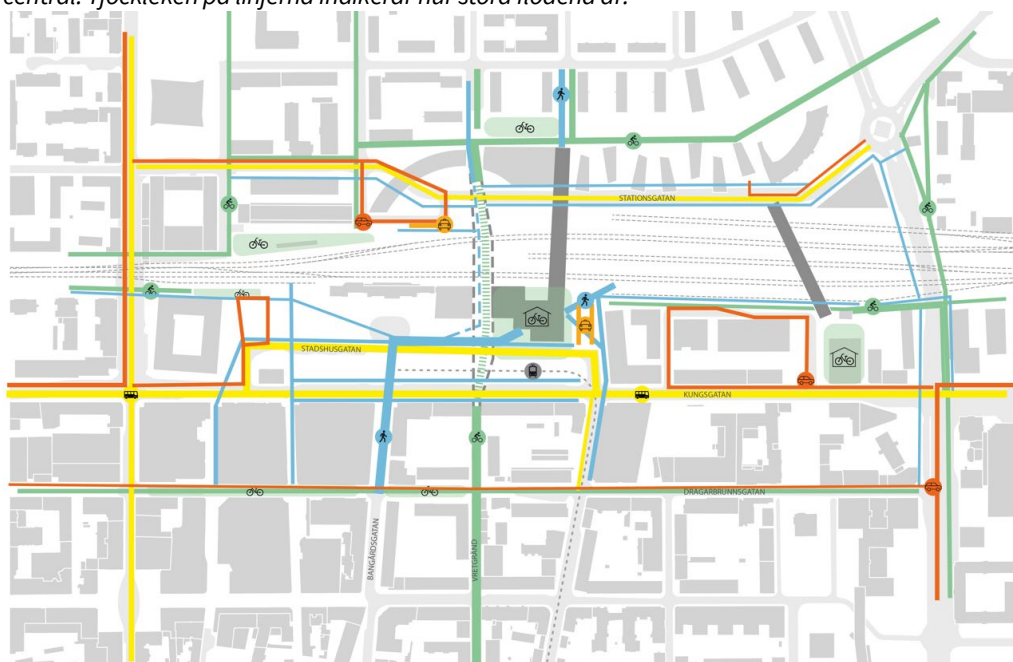 central. Tjockleken på linjerna indikerar hur stora flödena är.
STATIONSGATAN
STADSHUSGATAN
KUNGSGATAN
DRAGARBRUNNSGATAN
BANGÅRDSGATAN
VRETGRÄND